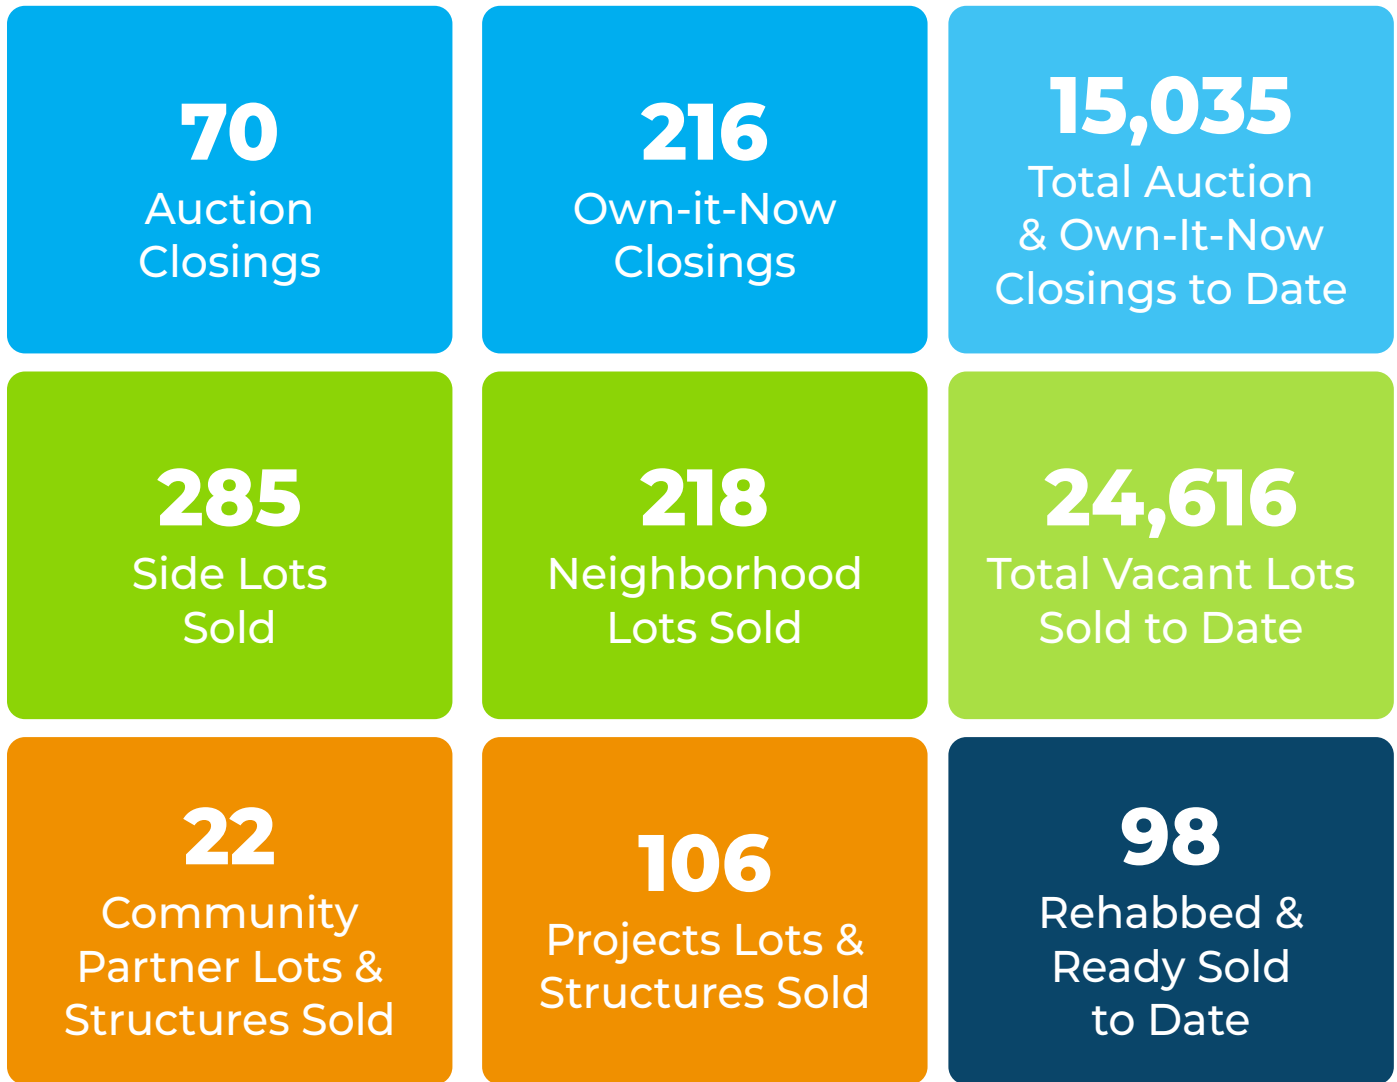 70
Auction
Closings
216
Own-it-Now
Closings
15,035
Total Auction
& Own-It-Now
Closings to Date
285
Side Lots
Sold
218
Neighborhood
Lots Sold
24,616
Total Vacant Lots
Sold to Date
22
Community
Partner Lots &
Structures Sold
106
Projects Lots &
Structures Sold
98
Rehabbed &
Ready Sold
to Date